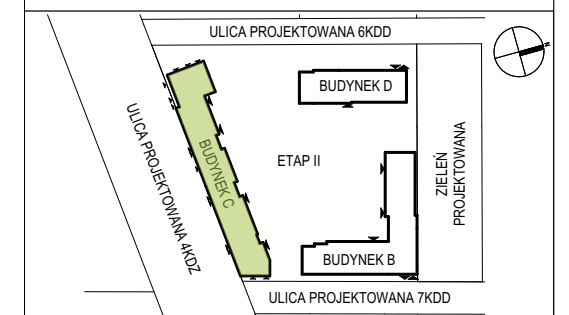 ULICA PROJEKTOWANA 6KDD
BUDYNEK D
ULICA PROJEKTOWANA 4KDZ
BUDYNEK C
ETAP II
ZIELEŃ
PROJEKTOWANA
BUDYNEK B
ULICA PROJEKTOWANA 7KDD